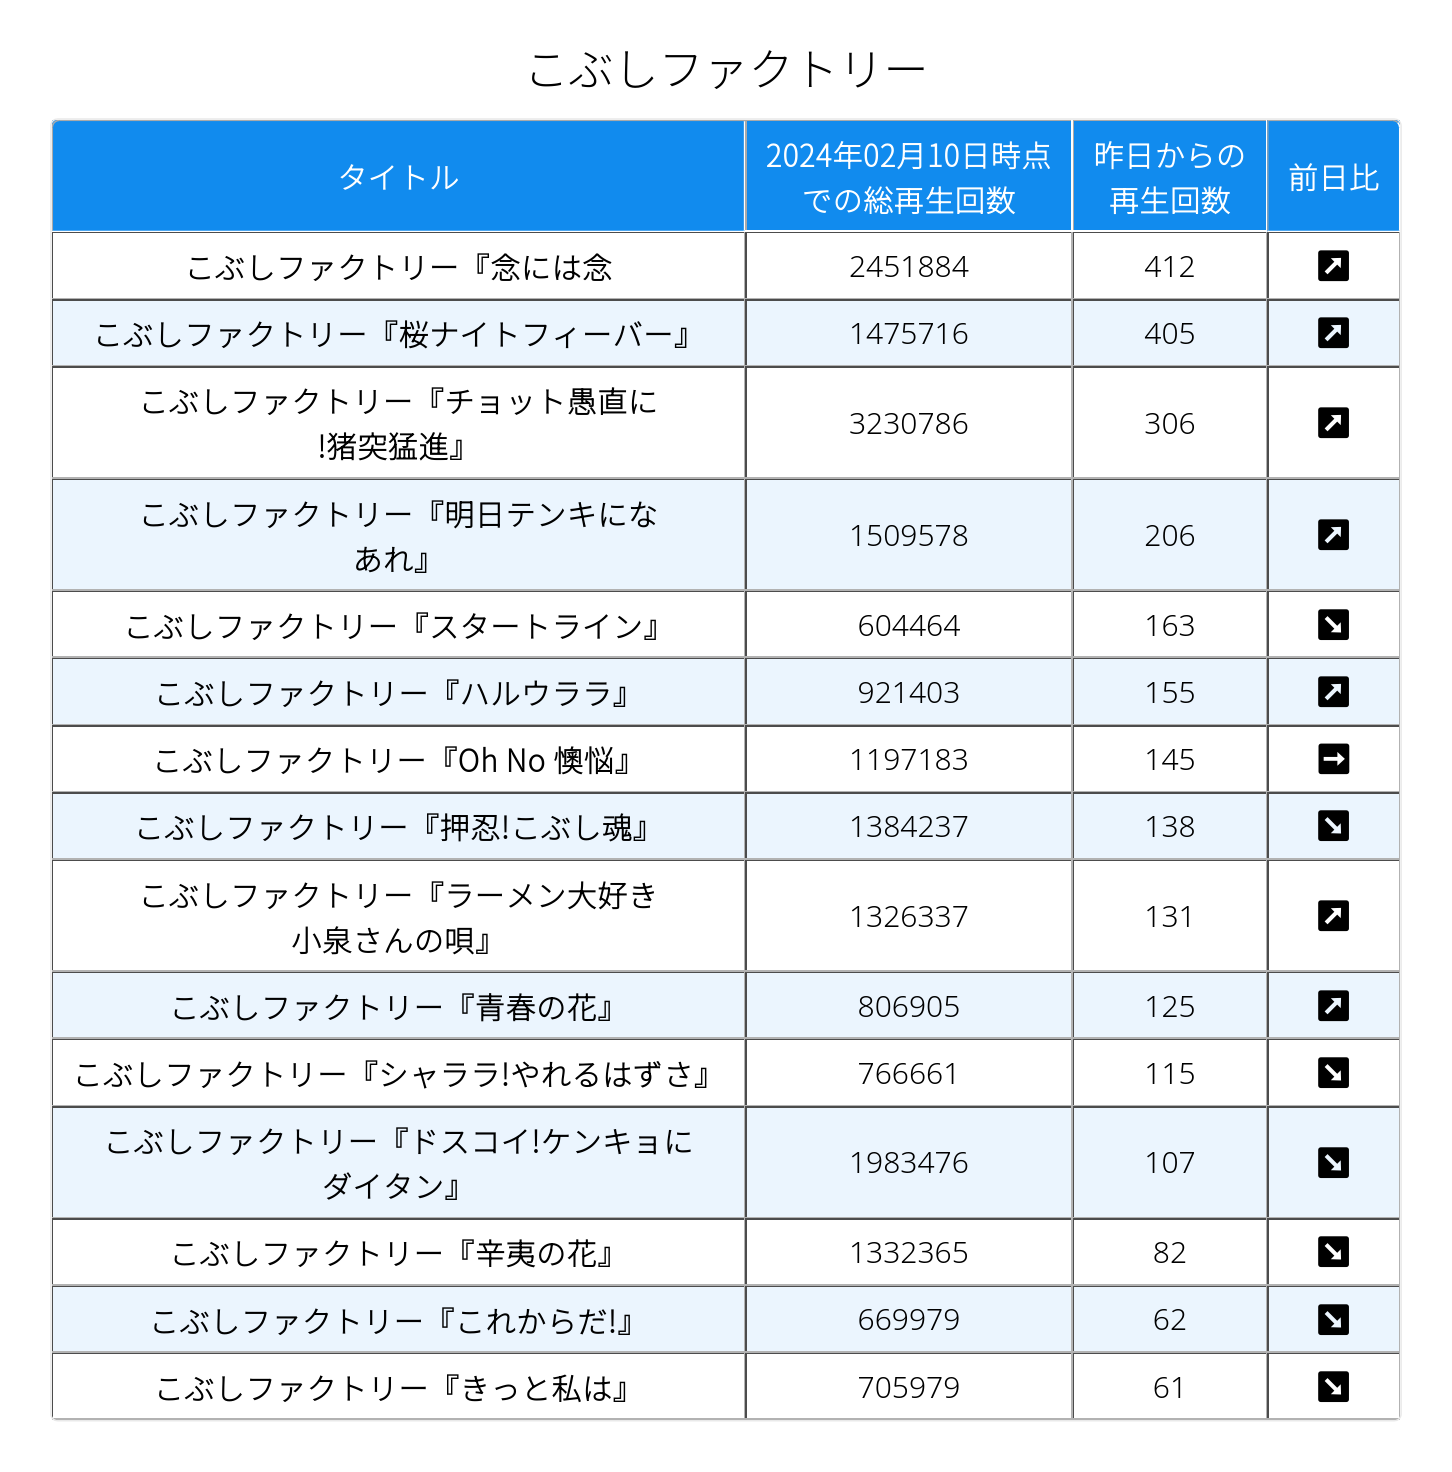 こぶしファクトリー
タイトル
2024年02月10日時点
での総再生回数
昨日からの
再生回数
前日比
こぶしファクトリー『念には念
2451884
412
こぶしファクトリー『桜ナイトフィーバー』
1475716
405
こぶしファクトリー『チョット愚直に
!猪突猛進』
3230786
306
こぶしファクトリー『明日テンキにな
あれ』
1509578
206
こぶしファクトリー『スタートライン』
604464
163
こぶしファクトリー『ハルウララ』
921403
155
こぶしファクトリー『Oh No 懊悩』
1197183
145
こぶしファクトリー『押忍!こぶし魂』
1384237
138
こぶしファクトリー『ラーメン大好き
小泉さんの唄』
1326337
131
こぶしファクトリー『青春の花』
806905
125
こぶしファクトリー『シャララ!やれるはずさ』
766661
115
こぶしファクトリー『ドスコイ!ケンキョに
ダイタン』
1983476
107
こぶしファクトリー『辛夷の花』
1332365
82
こぶしファクトリー『これからだ!』
669979
62
こぶしファクトリー『きっと私は』
705979
61